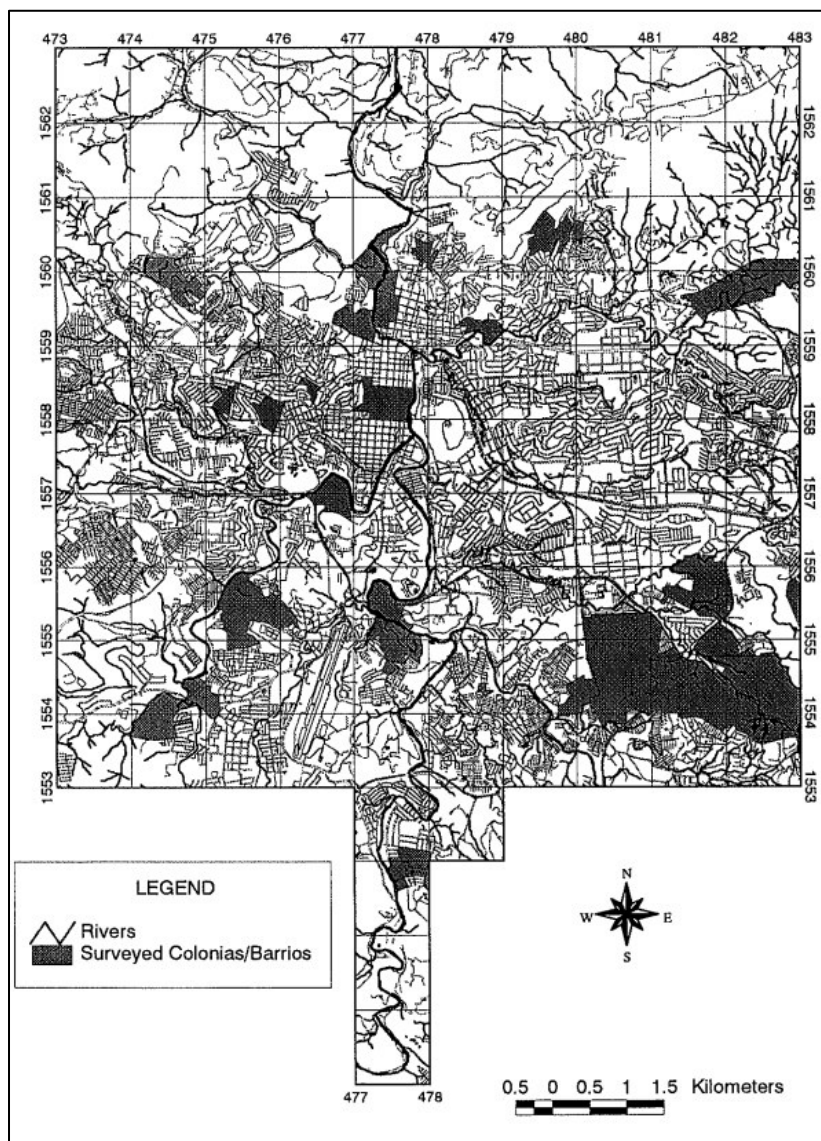 473 474 475 476 477 478 479 480 481 482 483
1562 1562
1561 1561
1560 1560
1559 1559
1558 1558
1557 1557
1556 1556
1555 1555
1554 1554
1553 1553
LEGEND
Rivers
Surveyed Colonias/Barrios
N
W E
S
477 478
0.5 0 0.5 1 1.5 Kilometers